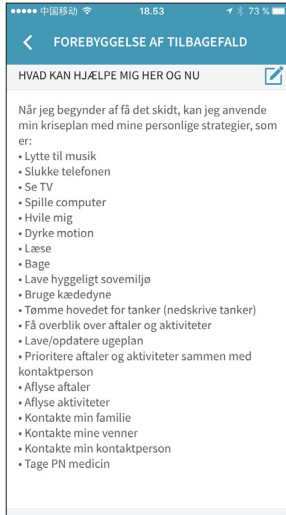 中国移动 18.53 73 %
FOREBYGGELSE AF TILBAGEFALD
HVAD KAN HJÆLPE MIG HER OG NU
Når jeg begynder af få det skidt, kan jeg anvende
min kriseplan med mine personlige strategier, som
er:
• Lytte til musik
• Slukke telefonen
• Se TV
• Spille computer
• Hvile mig
• Dyrke motion
• Læse
• Bage
• Lave hyggeligt sovemiljø
• Bruge kædedyne
• Tømme hovedet for tanker (nedskrive tanker)
• Få overblik over aftaler og aktiviteter
• Lave/opdatere ugeplan
• Prioritere aftaler og aktiviteter sammen med
kontaktperson
• Aflyse aftaler
• Aflyse aktiviteter
• Kontakte min familie
• Kontakte mine venner
• Kontakte min kontaktperson
• Tage PN medicin